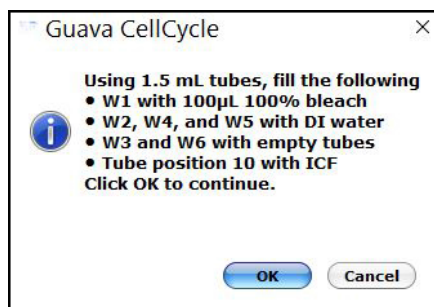 Guava CellCycle
Using 1.5 mL tubes, fill the following
• W1 with 100µL 100% bleach
• W2, W4, and W5 with DI water
• W3 and W6 with empty tubes
• Tube position 10 with ICF
Click OK to continue.
OK Cancel